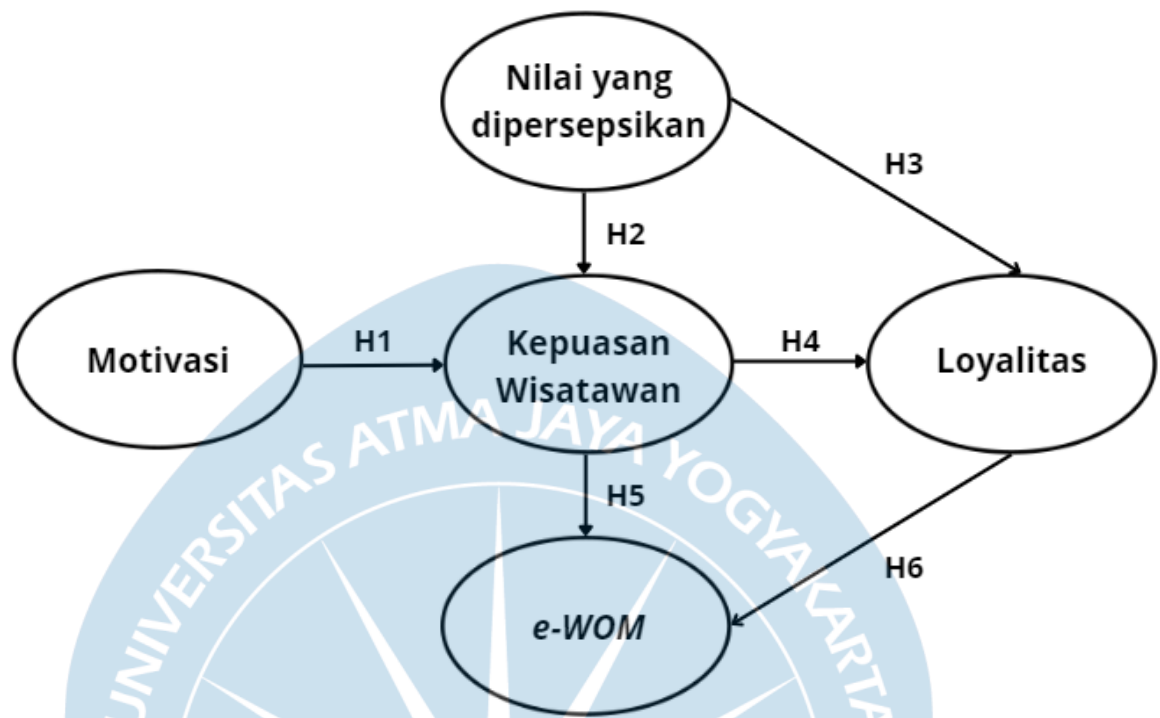 Nilai yang
dipersepsikan
H3
H2
Motivasi
H1
Kepuasan
Wisatawan
H4
Loyalitas
UNIVERSITAS ATMA JAYA YOGYAKARTA
H5
H6
e-WOM